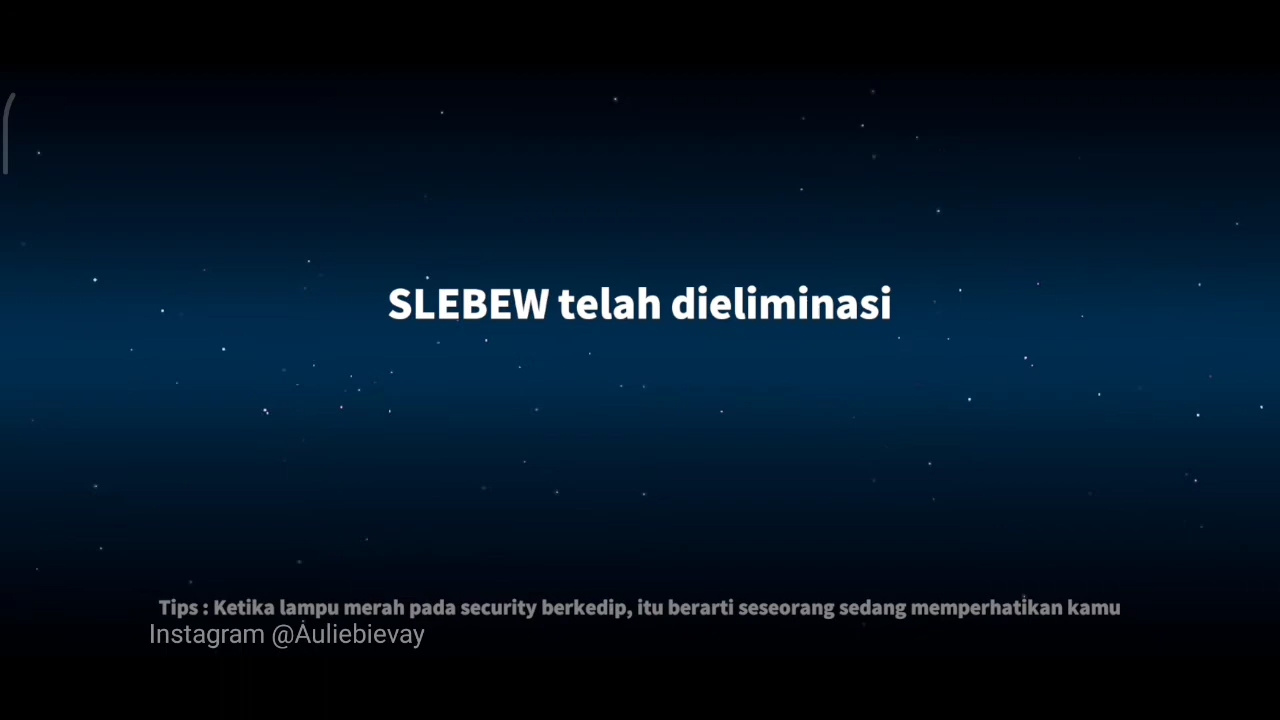 SLEBEW telah dieliminasi
Tips : Ketika lampu merah pada security berkedip, itu berarti seseorang sedang memperhatikan kamu
Instagram @Auliebievay